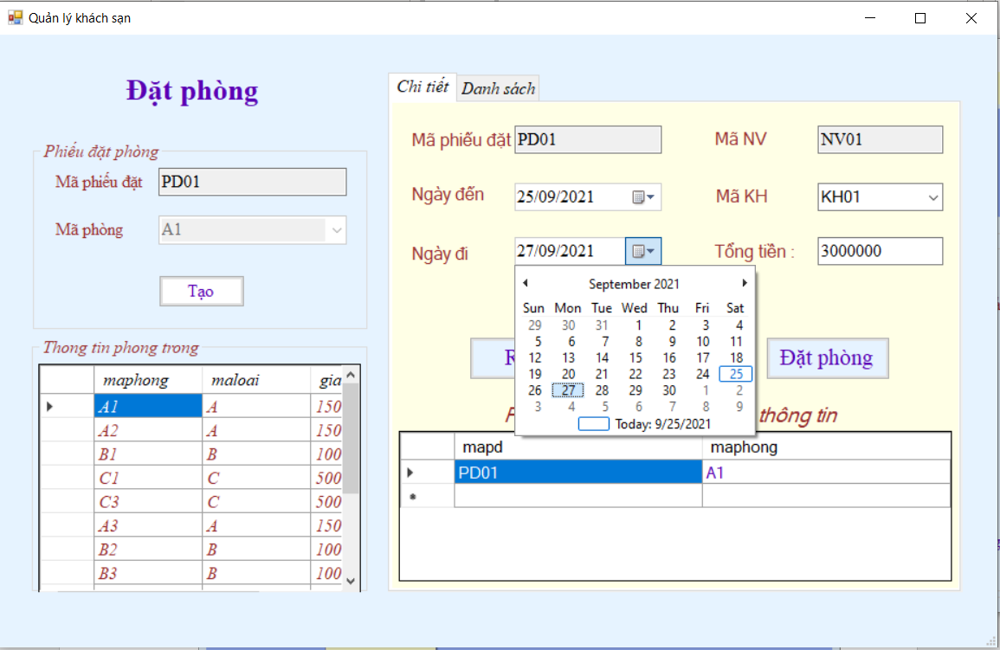 Quản lý khách sạn
Đặt phòng
Phiếu đặt phòng
Mã phiếu đặt PD01
Mã phòng A1
Tạo
Thong tin phong trong
maphong maloai gia
A1 A 150
A2 A 150
B1 B 100
C1 C 500
C3 C 500
A3 A 150
B2 B 100
B3 B 100
Chi tiết Danh sách
Mã phiếu đặt PD01 Mã NV NV01
Ngày đến 25/09/2021 Mã KH KH01
Ngày đi 27/09/2021 Tổng tiền : 3000000
September 2021
Sun Mon Tue Wed Thu Fri Sat
29 30 31 1 2 3 4
5 6 7 8 9 10 11
12 13 14 15 16 17 18
19 20 21 22 23 24 25
26 27 28 29 30 1 2
3 4 5 6 7 8 9
Today: 9/25/2021
Đặt phòng
thông tin
mapd maphong
PD01 A1